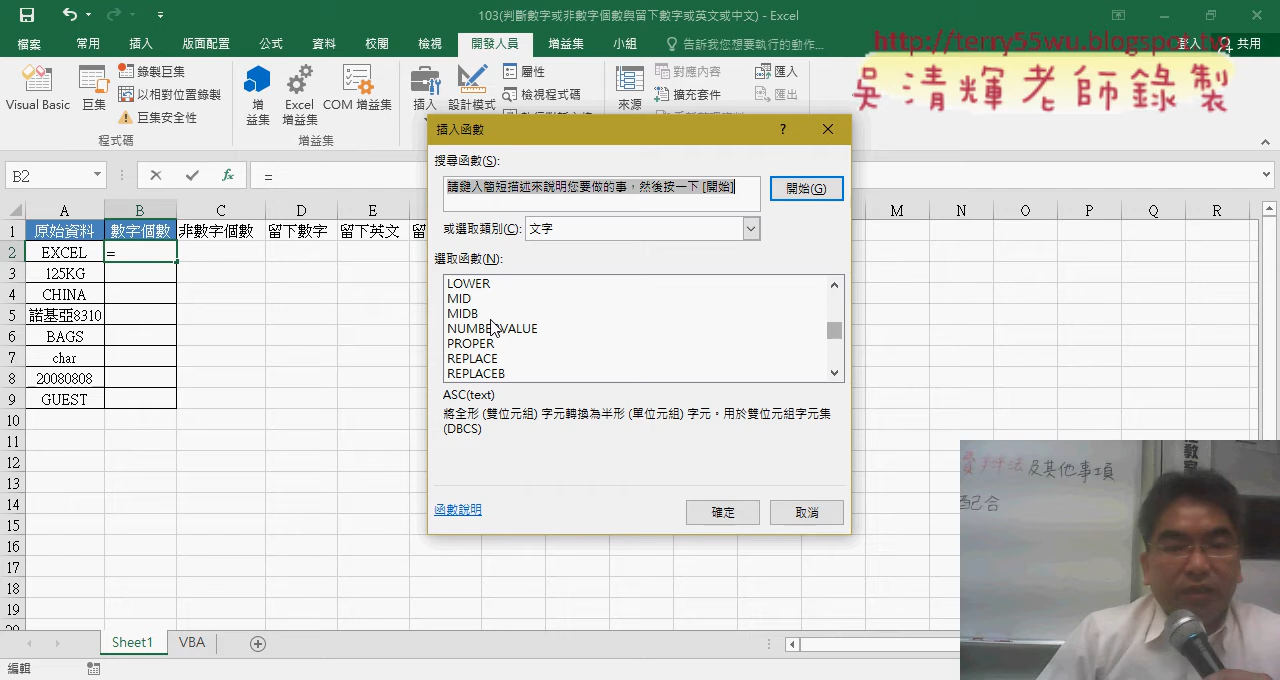 103(判斷數字或非數字個數與留下數字或英文或中文) - Excel
檔案 常用 插入 版面配置 公式 資料 校閱 檢視 開發人員 增益集 小組 告訴我您想要執行的動作... 登入 共用
http://terry55wu.blogspot.tw
吳清輝老師錄製
Visual Basic 巨集 錄製巨集 以相對位置錄製 巨集安全性
增益集 Excel 增益集 COM 增益集
插入 設計模式 屬性 檢視程式碼
來源 對應內容 擴充套件 匯入 匯出
程式碼 增益集
B2 =
插入函數 ?
搜尋函數(S):
請鍵入簡短描述來說明您要做的事，然後按一下 [開始]
開始(G)
或選取類別(C): 文字
選取函數(N):
LOWER
MID
MIDB
NUMBERVALUE
PROPER
REPLACE
REPLACEB
ASC(text)
將全形 (雙位元組) 字元轉換為半形 (單位元組) 字元。用於雙位元組字元集
(DBCS)
函數說明 確定 取消
A B C D E M N O P Q R
1 原始資料 數字個數 非數字個數 留下數字 留下英文 留
2 EXCEL =
3 125KG
4 CHINA
5 諾基亞8310
6 BAGS
7 char
8 20080808
9 GUEST
10
11
12
13
14
15
16
17
18
19
及其他事項
配合
Sheet1 VBA
編輯